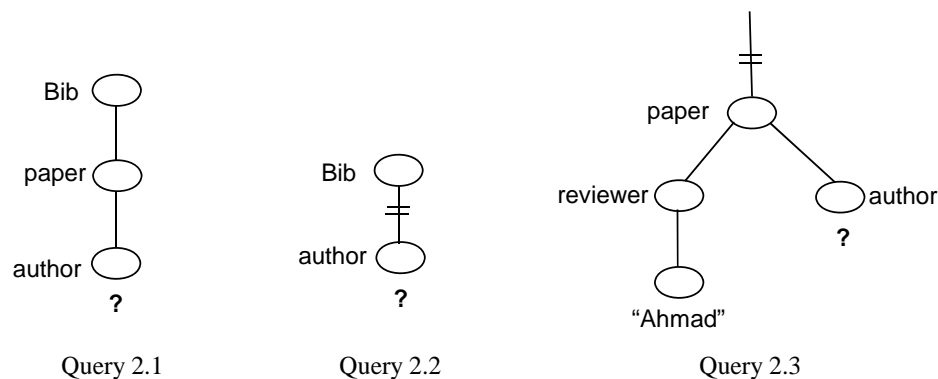 Bib
paper
author
?
Query 2.1
Bib
author
?
Query 2.2
paper
reviewer
author
?
“Ahmad”
Query 2.3